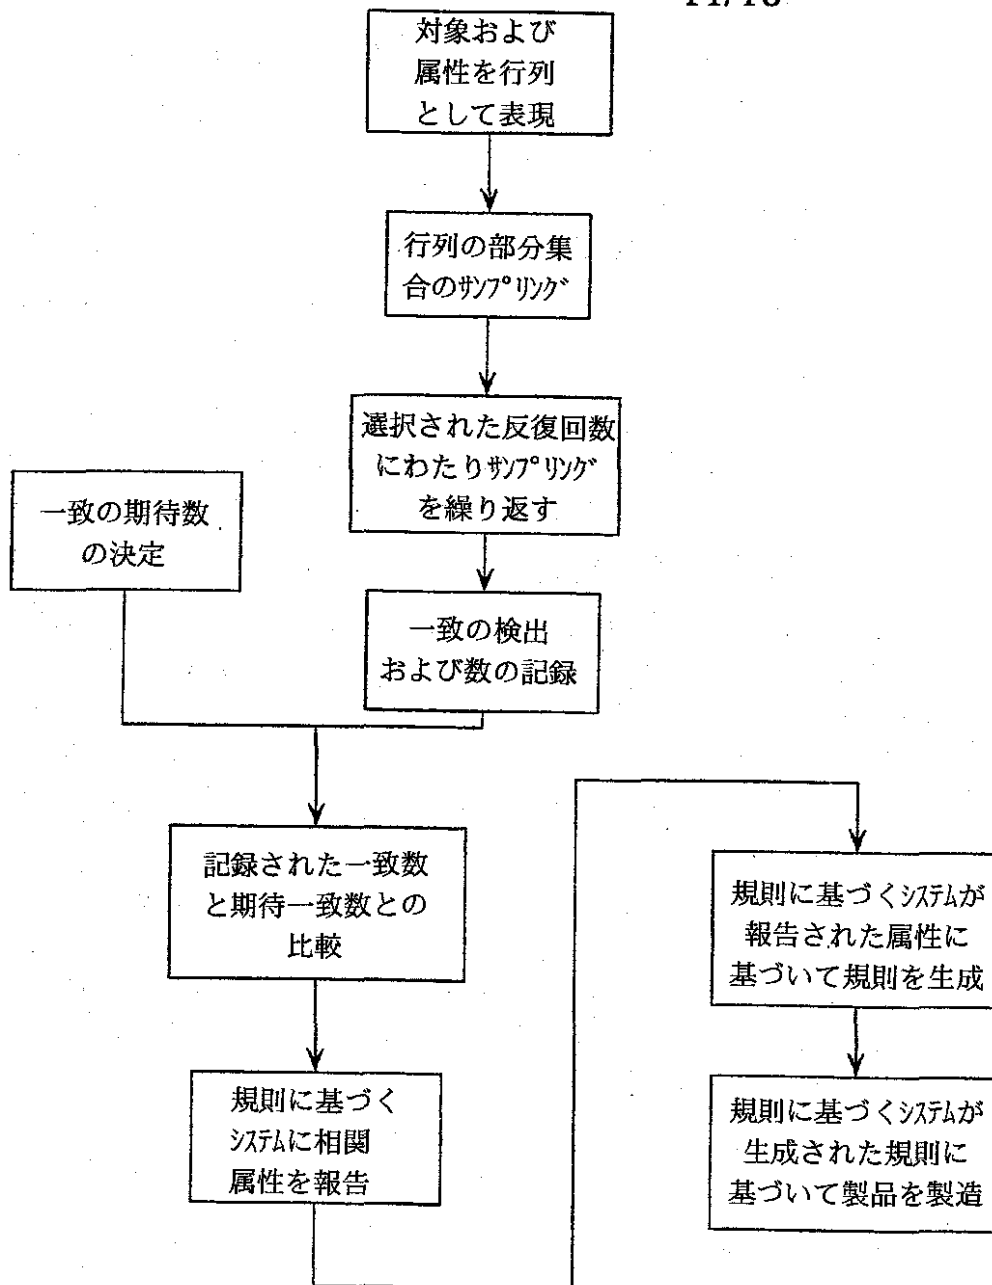 対象および
属性を行列
として表現
行列の部分集
合のｻﾝﾌﾟﾘﾝｸﾞ
選択された反復回数
にわたりｻﾝﾌﾟﾘﾝｸﾞ
を繰り返す
一致の期待数
の決定
一致の検出
および数の記録
記録された一致数
と期待一致数との
比較
規則に基づく
ｼｽﾃﾑに相関
属性を報告
規則に基づくｼｽﾃﾑが
報告された属性に
基づいて規則を生成
規則に基づくｼｽﾃﾑが
生成された規則に
基づいて製品を製造